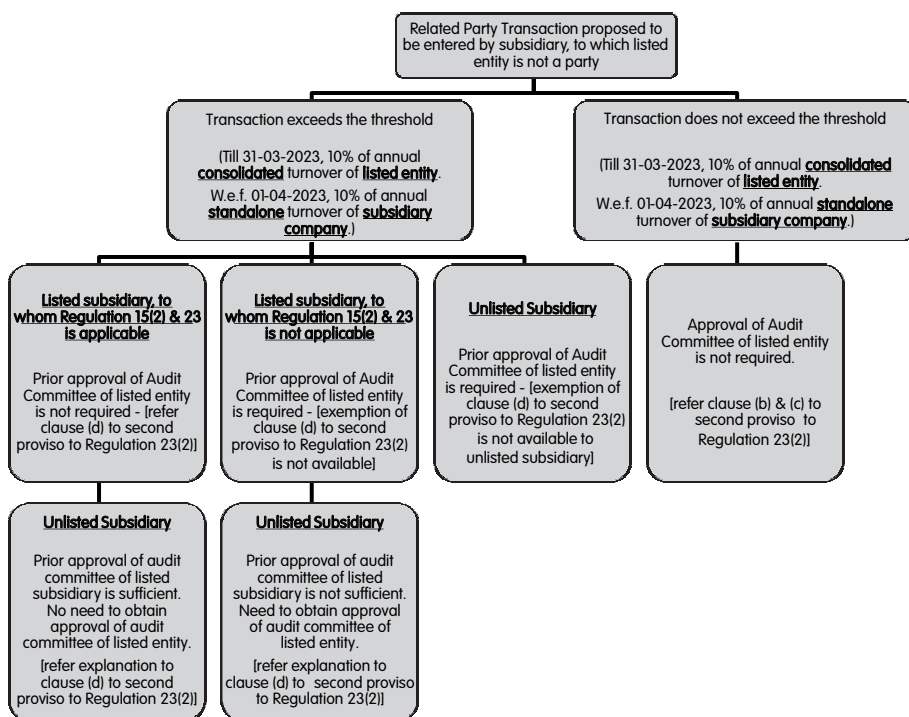 Related Party Transaction proposed to
be entered by subsidiary, to which listed
entity is not a party
Transaction exceeds the threshold
(Till 31-03-2023, 10% of annual
consolidated turnover of listed entity.
W.e.f. 01-04-2023, 10% of annual
standalone turnover of subsidiary
company.)
Transaction does not exceed the threshold
(Till 31-03-2023, 10% of annual consolidated
turnover of listed entity.
W.e.f. 01-04-2023, 10% of annual standalone
turnover of subsidiary company.)
Listed subsidiary, to
whom Regulation 15(2) & 23
is applicable
Prior approval of Audit
Committee of listed entity
is not required - [refer
clause (d) to second
proviso to Regulation 23(2)]
Listed subsidiary, to
whom Regulation 15(2) & 23
is not applicable
Prior approval of Audit
Committee of listed entity
is required - [exemption of
clause (d) to second
proviso to Regulation 23(2)
is not available]
Unlisted Subsidiary
Prior approval of Audit
Committee of listed entity
is required - [exemption of
clause (d) to second
proviso to Regulation 23(2)
is not available to
unlisted subsidiary]
Approval of Audit
Committee of listed entity
is not required.
[refer clause (b) & (c) to
second proviso to
Regulation 23(2)]
Unlisted Subsidiary
Prior approval of audit
committee of listed
subsidiary is sufficient.
No need to obtain
approval of audit
committee of listed entity.
[refer explanation to
clause (d) to second
proviso to Regulation 23(2)]
Unlisted Subsidiary
Prior approval of audit
committee of listed
subsidiary is not sufficient.
Need to obtain approval
of audit committee of
listed entity.
[refer explanation to
clause (d) to second proviso
to Regulation 23(2)]